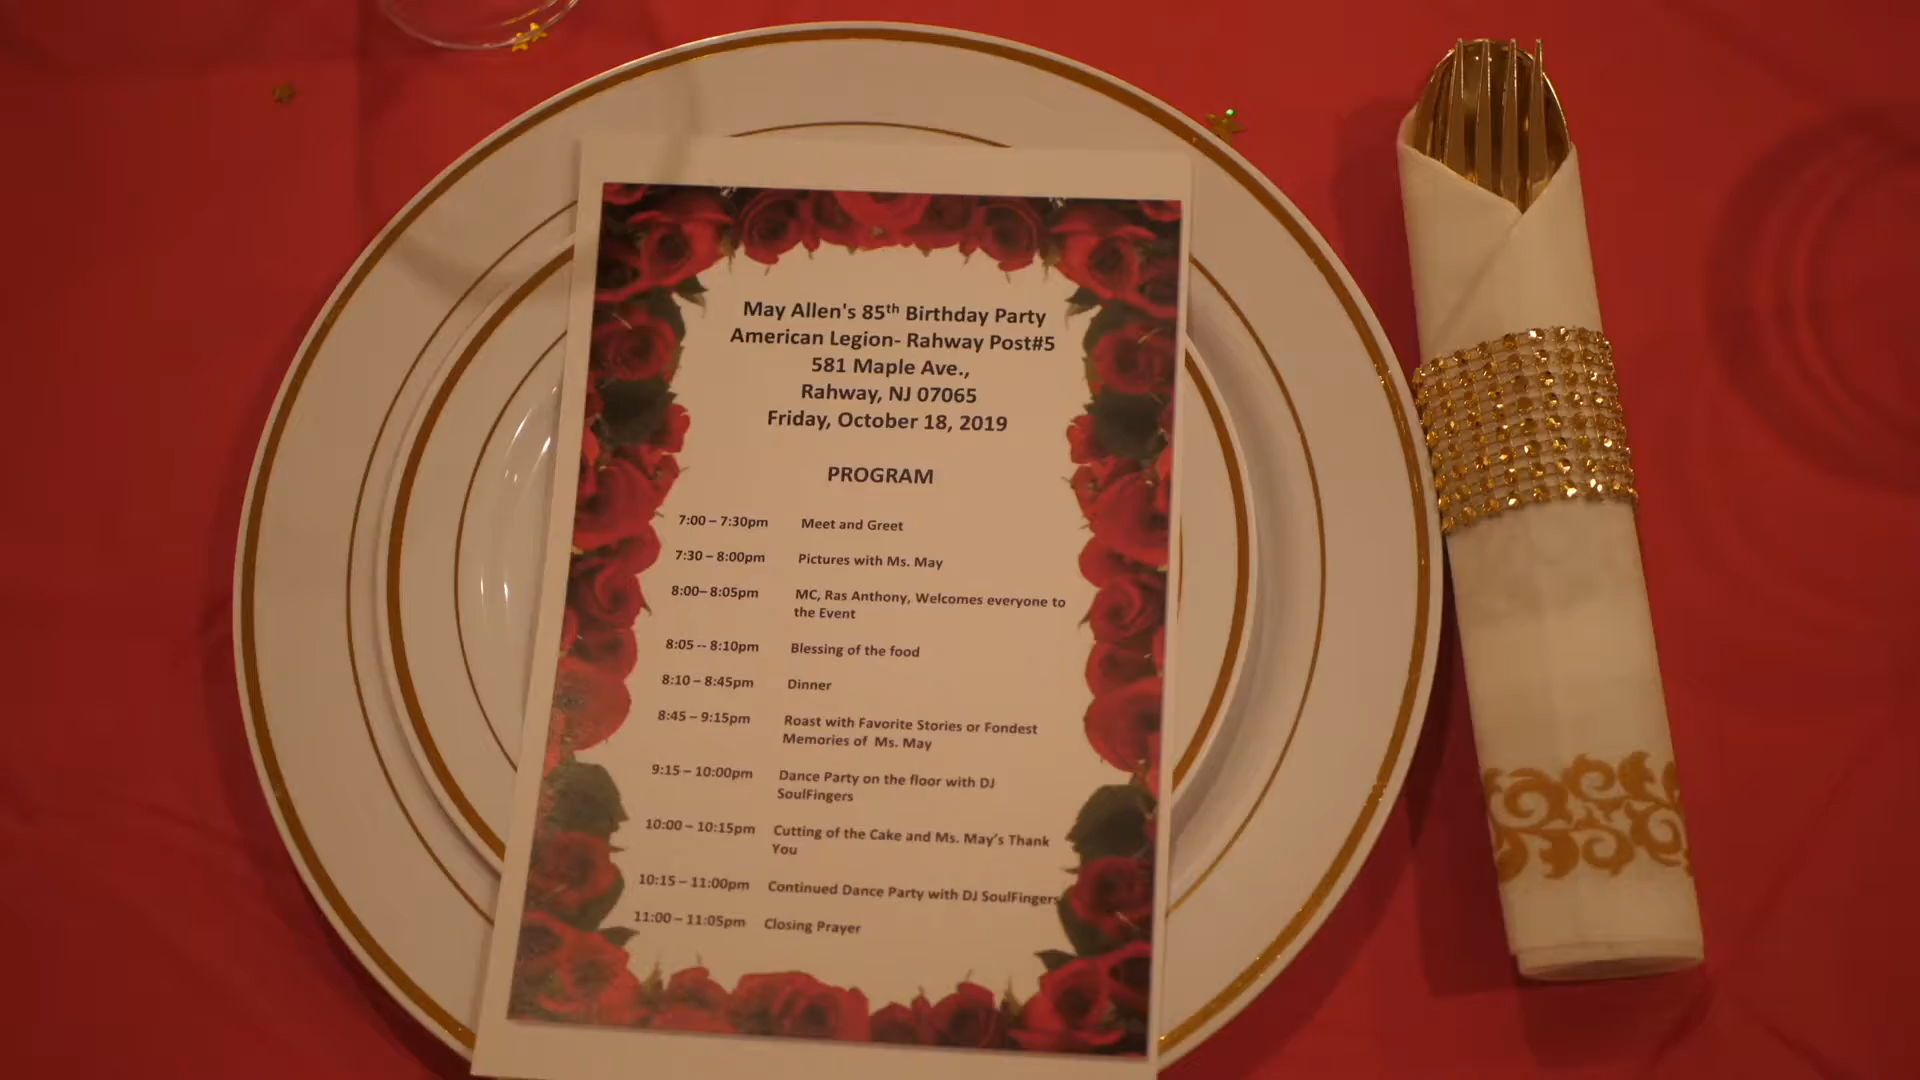 May Allen's 85th Birthday Party
American Legion- Rahway Post#5
581 Maple Ave.,
Rahway, NJ 07065
Friday, October 18, 2019
PROGRAM
7:00 – 7:30pm Meet and Greet
7:30 – 8:00pm Pictures with Ms. May
8:00– 8:05pm MC, Ras Anthony, Welcomes everyone to
the Event
8:05 -- 8:10pm Blessing of the food
8:10 – 8:45pm Dinner
8:45 – 9:15pm Roast with Favorite Stories or Fondest
Memories of Ms. May
9:15 – 10:00pm Dance Party on the floor with DJ
SoulFingers
10:00 – 10:15pm Cutting of the Cake and Ms. May's Thank
You
10:15 – 11:00pm Continued Dance Party with DJ SoulFingers
11:00 – 11:05pm Closing Prayer